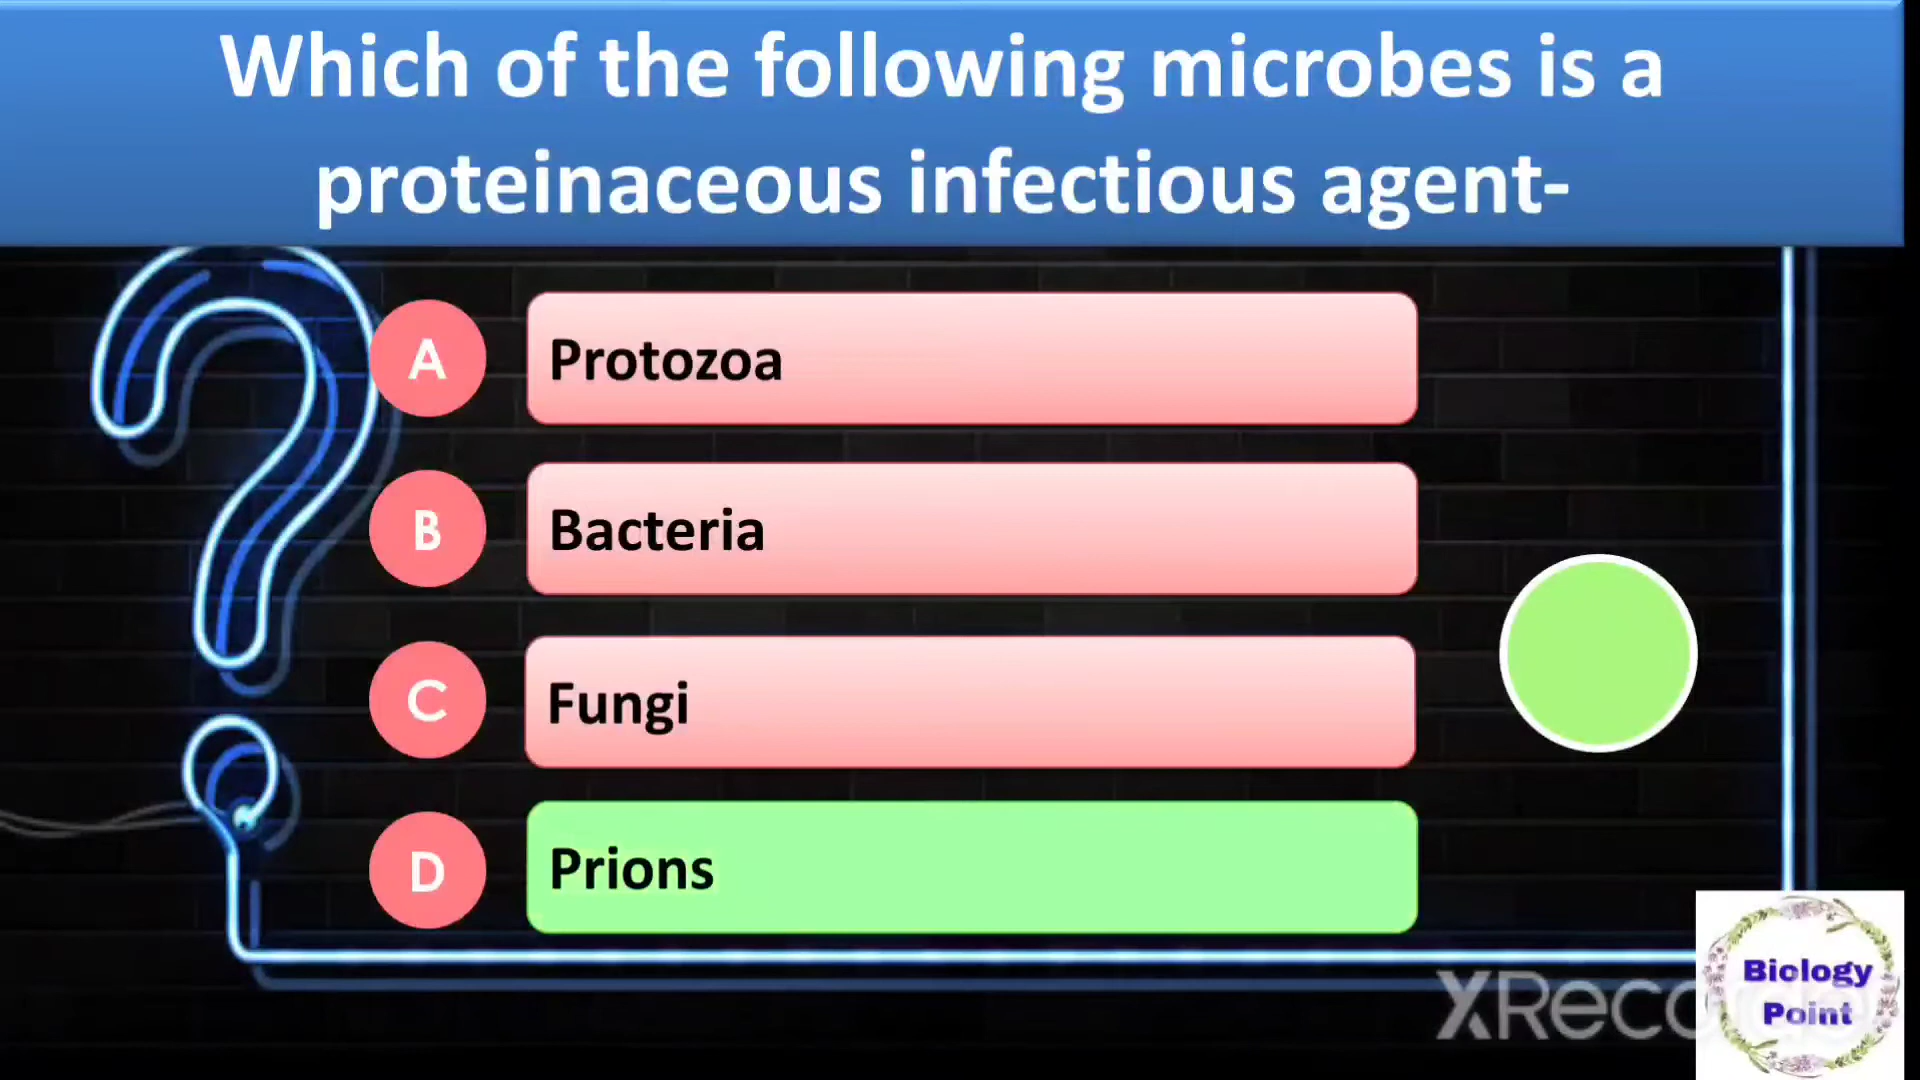 Which of the following microbes is a
proteinaceous infectious agent-
A
Protozoa
B
Bacteria
C
Fungi
D
Prions
Biology
Point